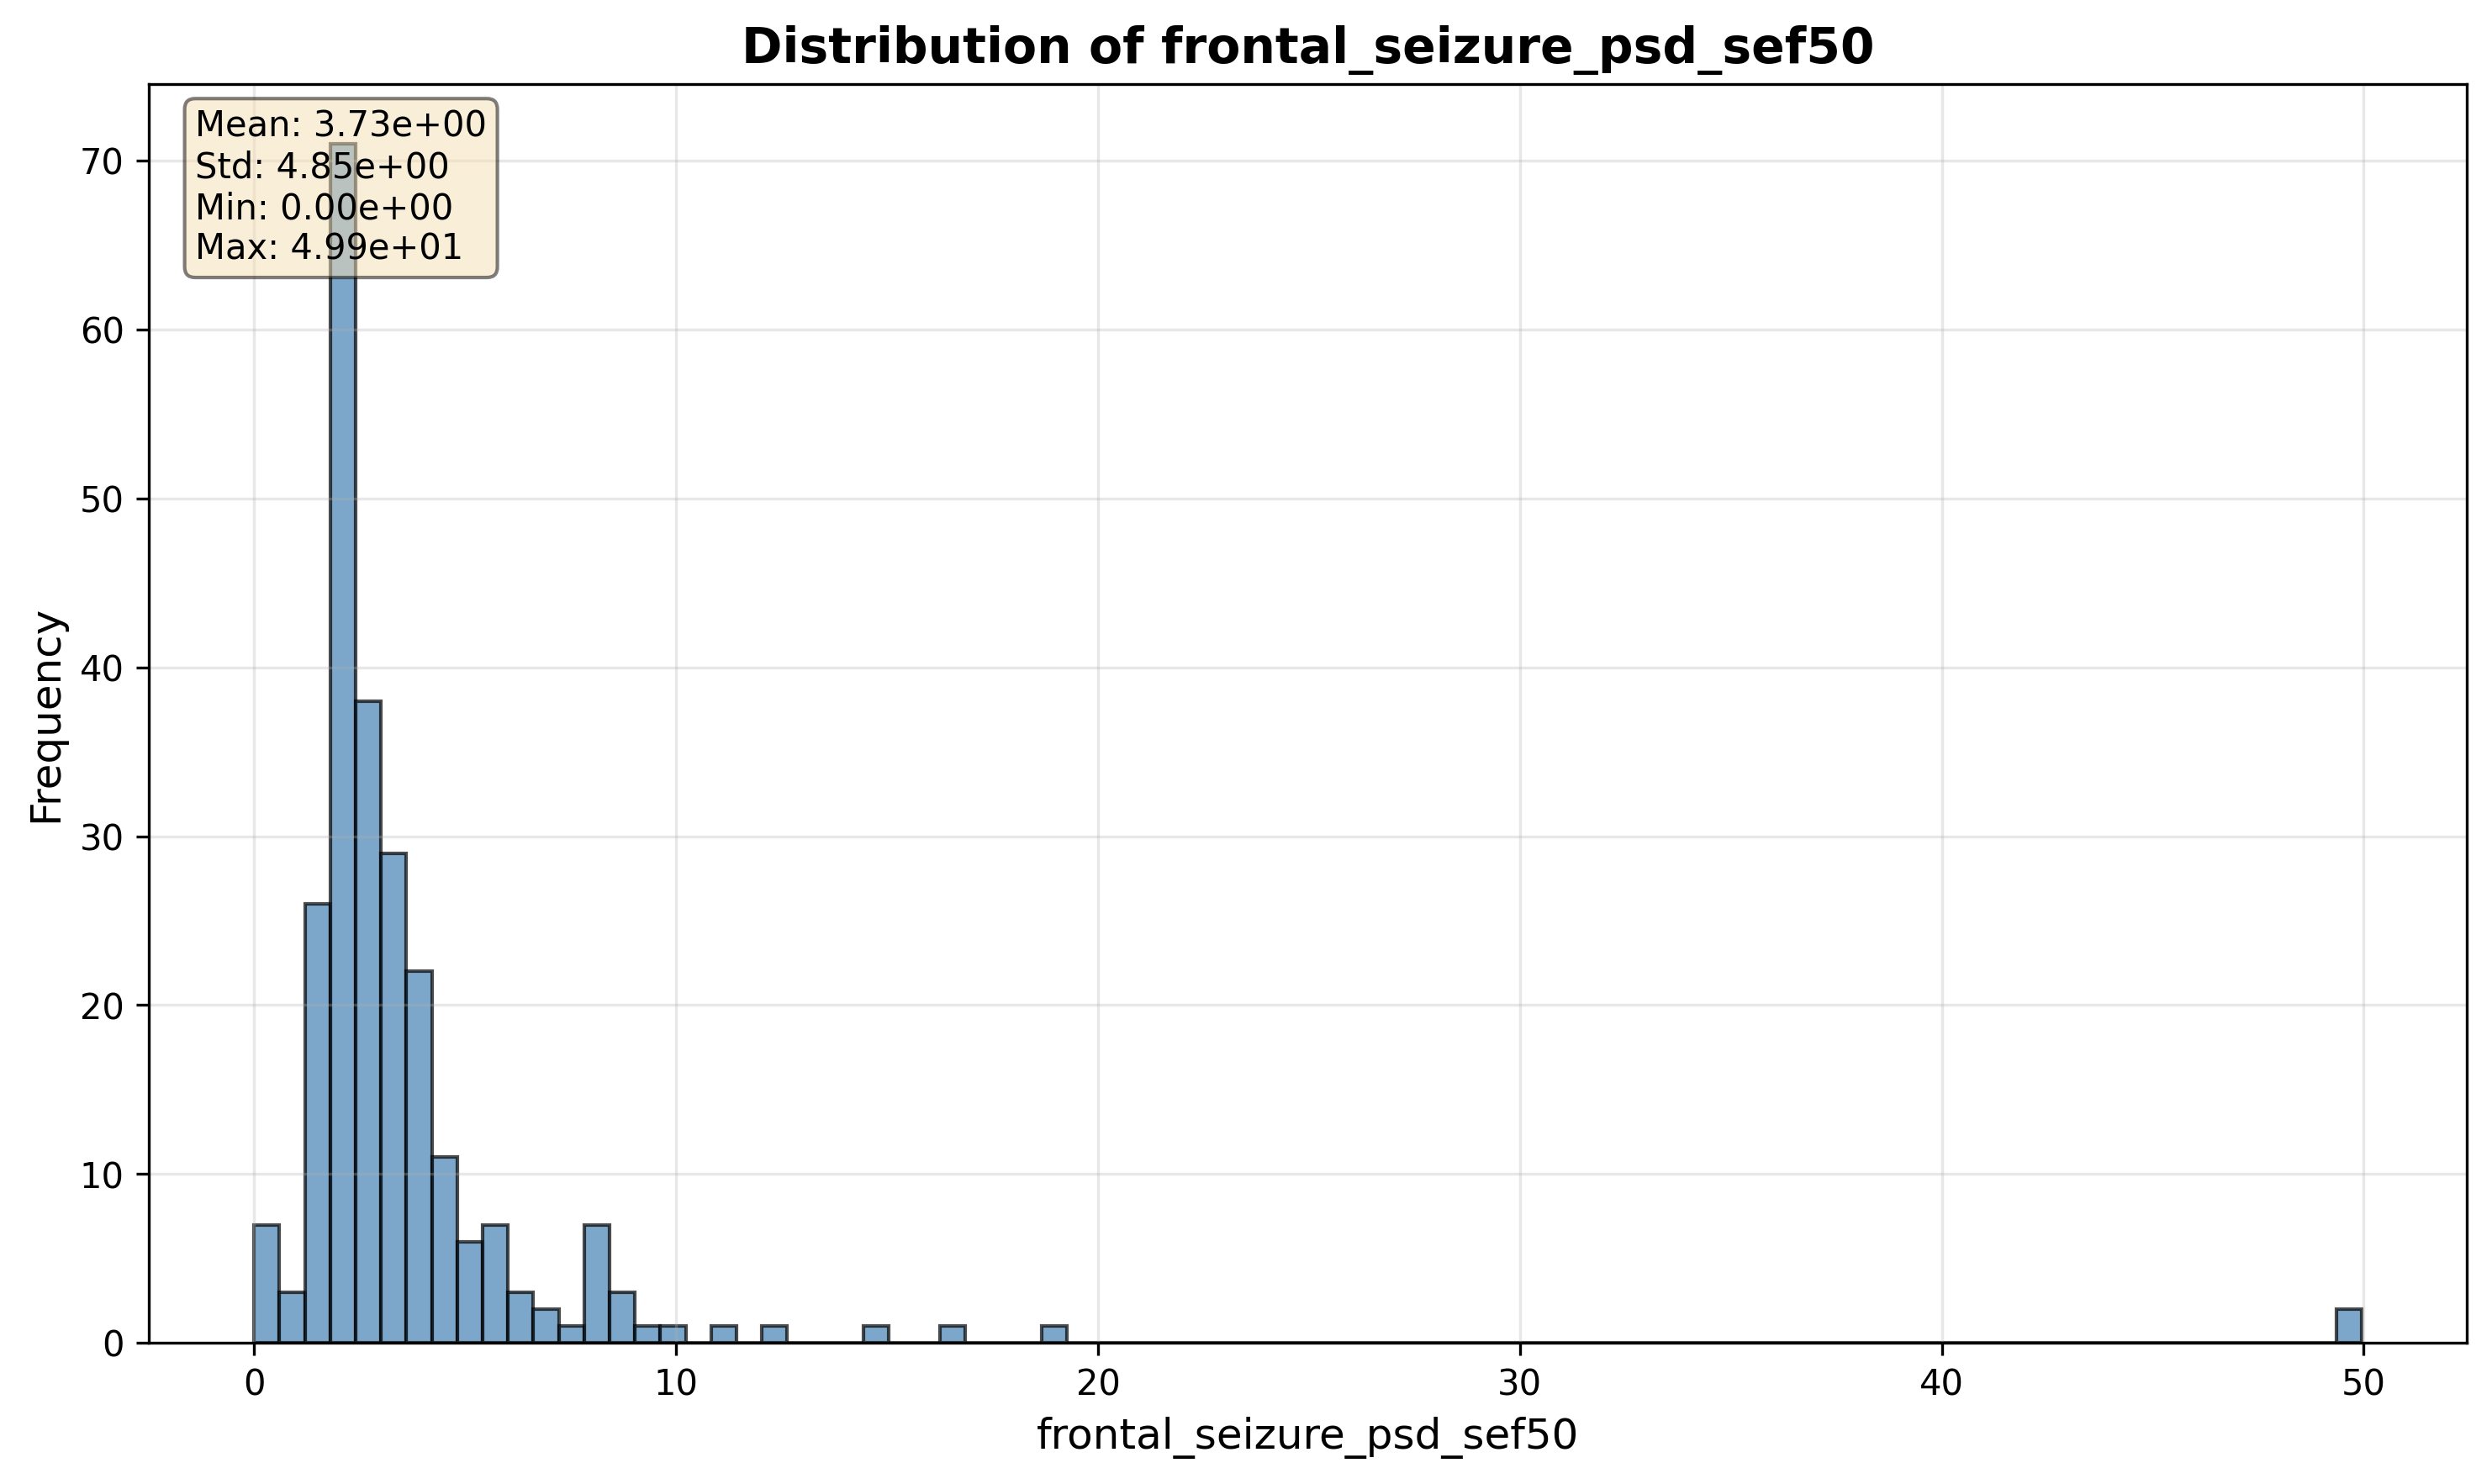 Distribution of frontal_seizure_psd_sef50
Mean: 3.73e+00
Std: 4.85e+00
Min: 0.00e+00
Max: 4.99e+01
Frequency
70
60
50
40
30
20
10
0
0 10 20 30 40 50
frontal_seizure_psd_sef50